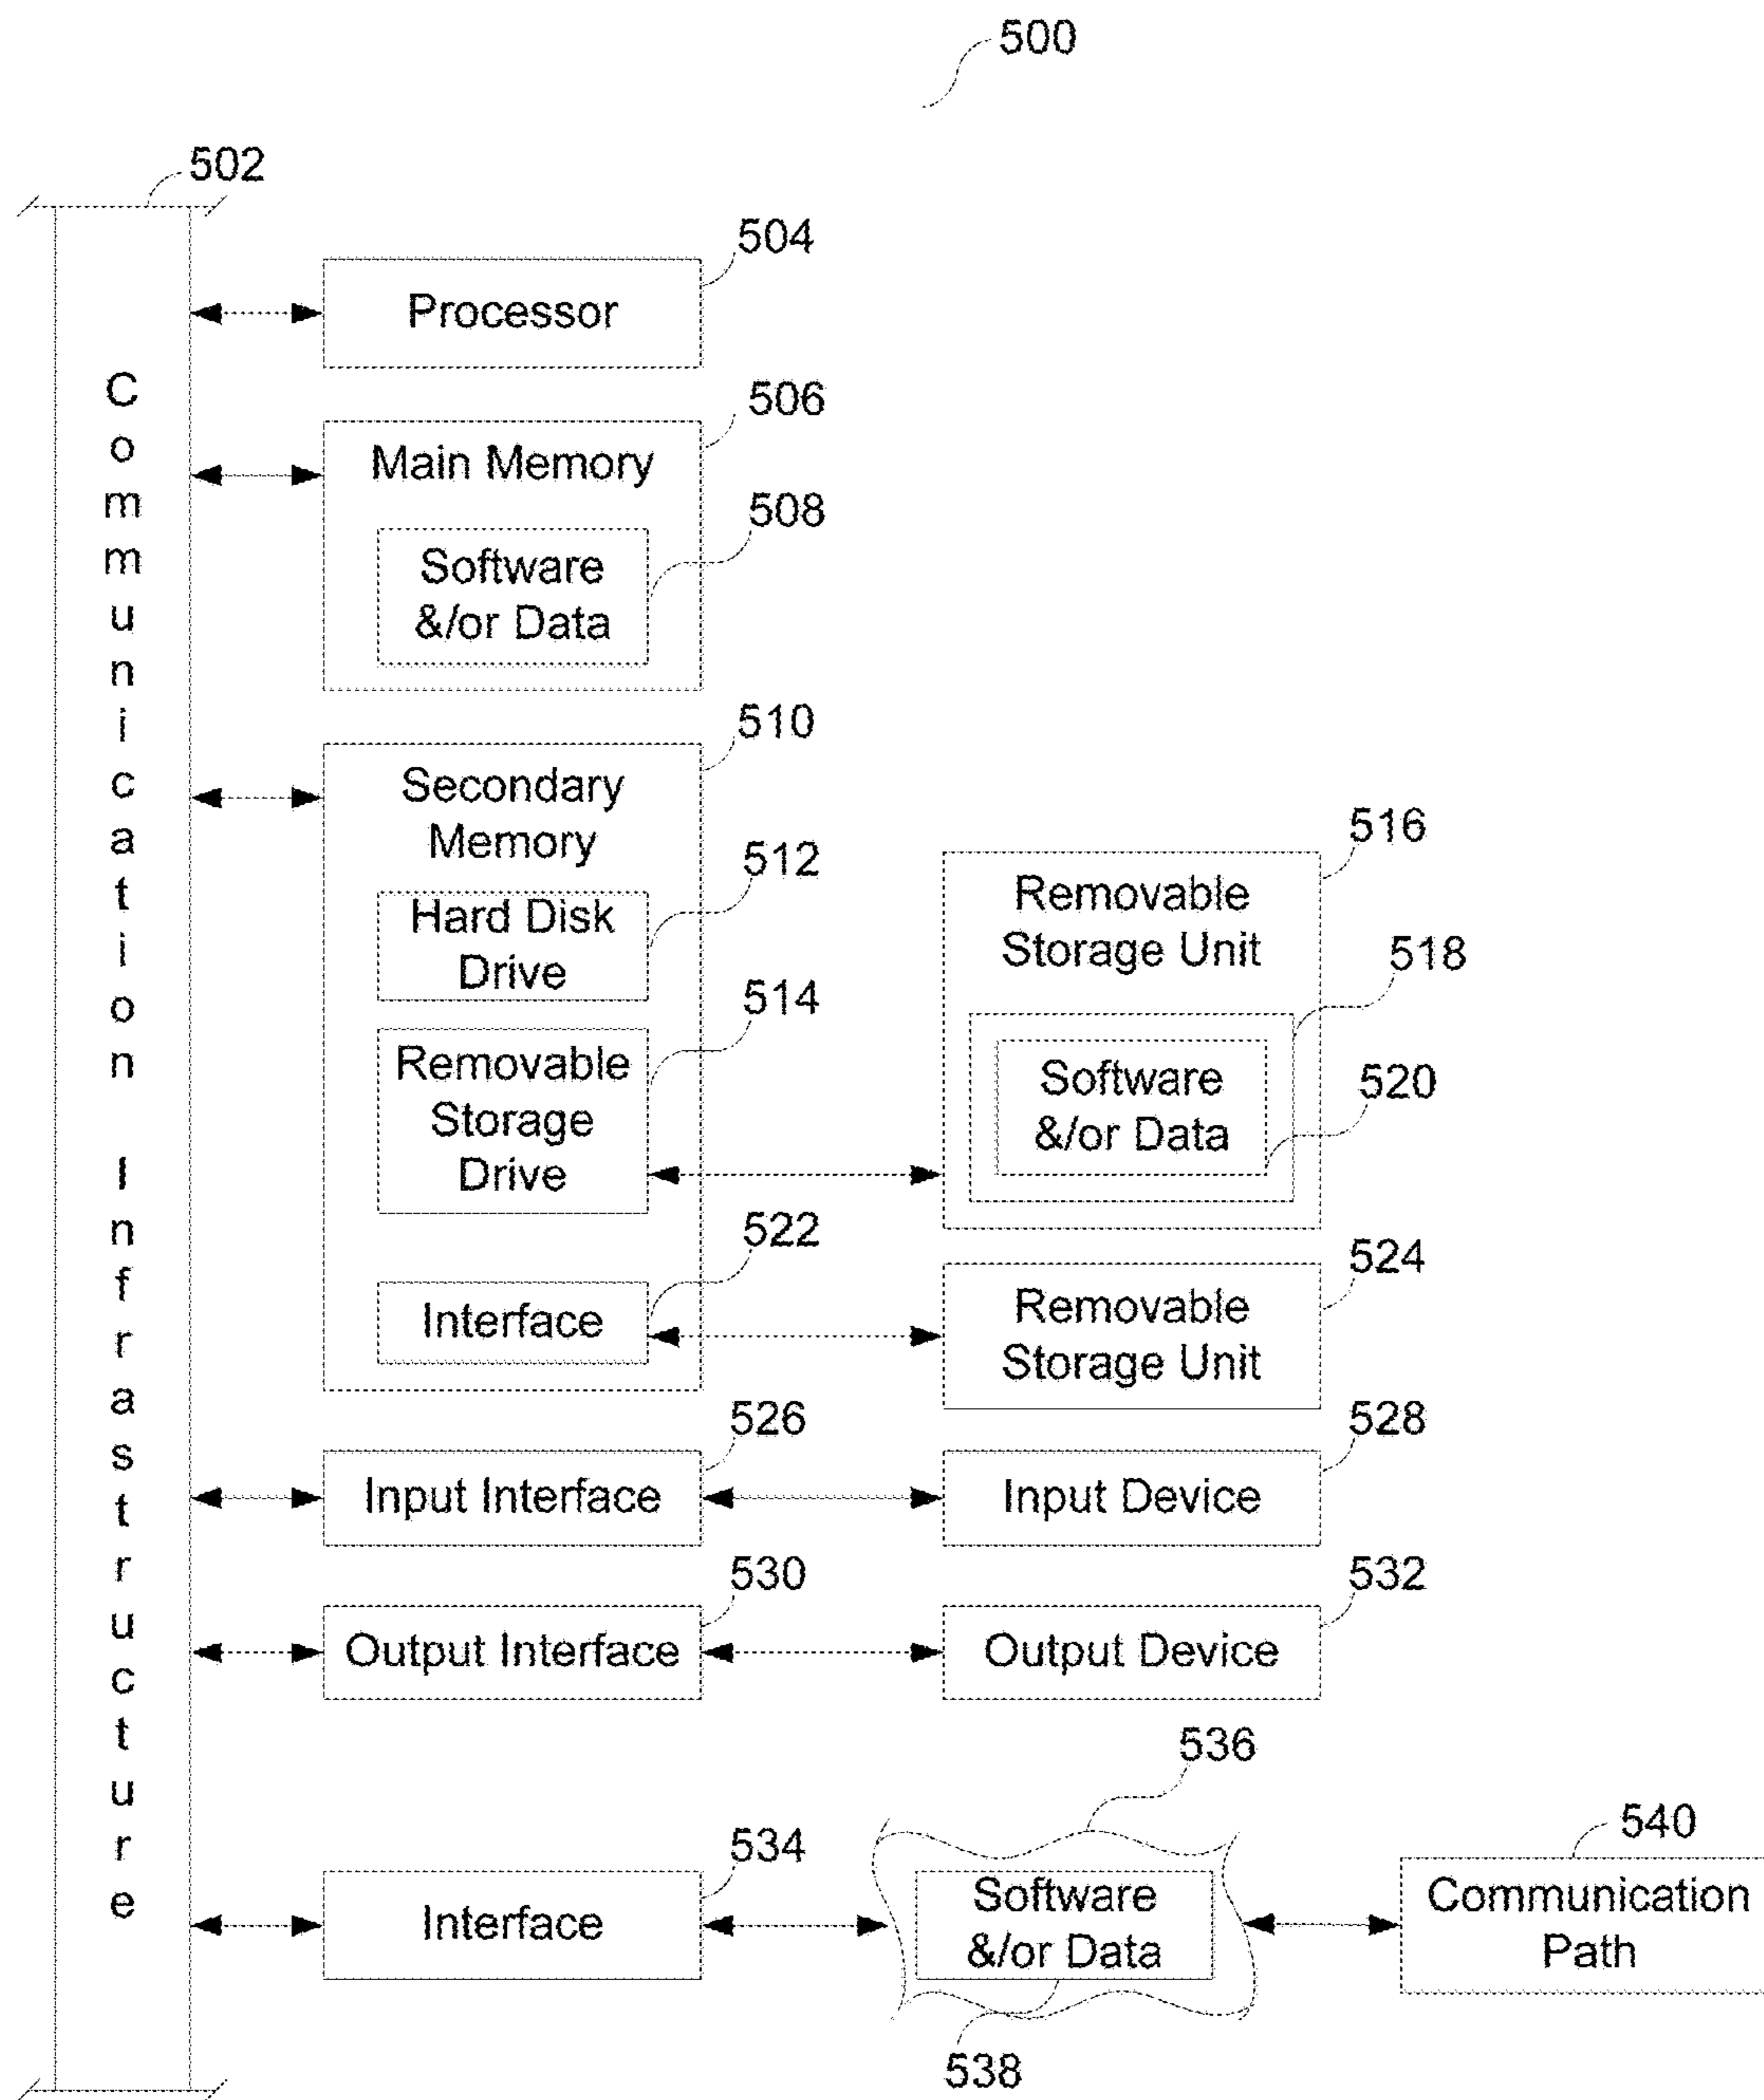 500
502
Communication Infrastructure
504
Processor
506
Main Memory
508
Software
&/or Data
510
Secondary
Memory
512
Hard Disk
Drive
514
Removable
Storage
Drive
516
Removable
Storage Unit
518
Software
&/or Data
520
522
Interface
524
Removable
Storage Unit
526
Input Interface
528
Input Device
530
Output Interface
532
Output Device
534
Interface
536
Software
&/or Data
538
540
Communication
Path